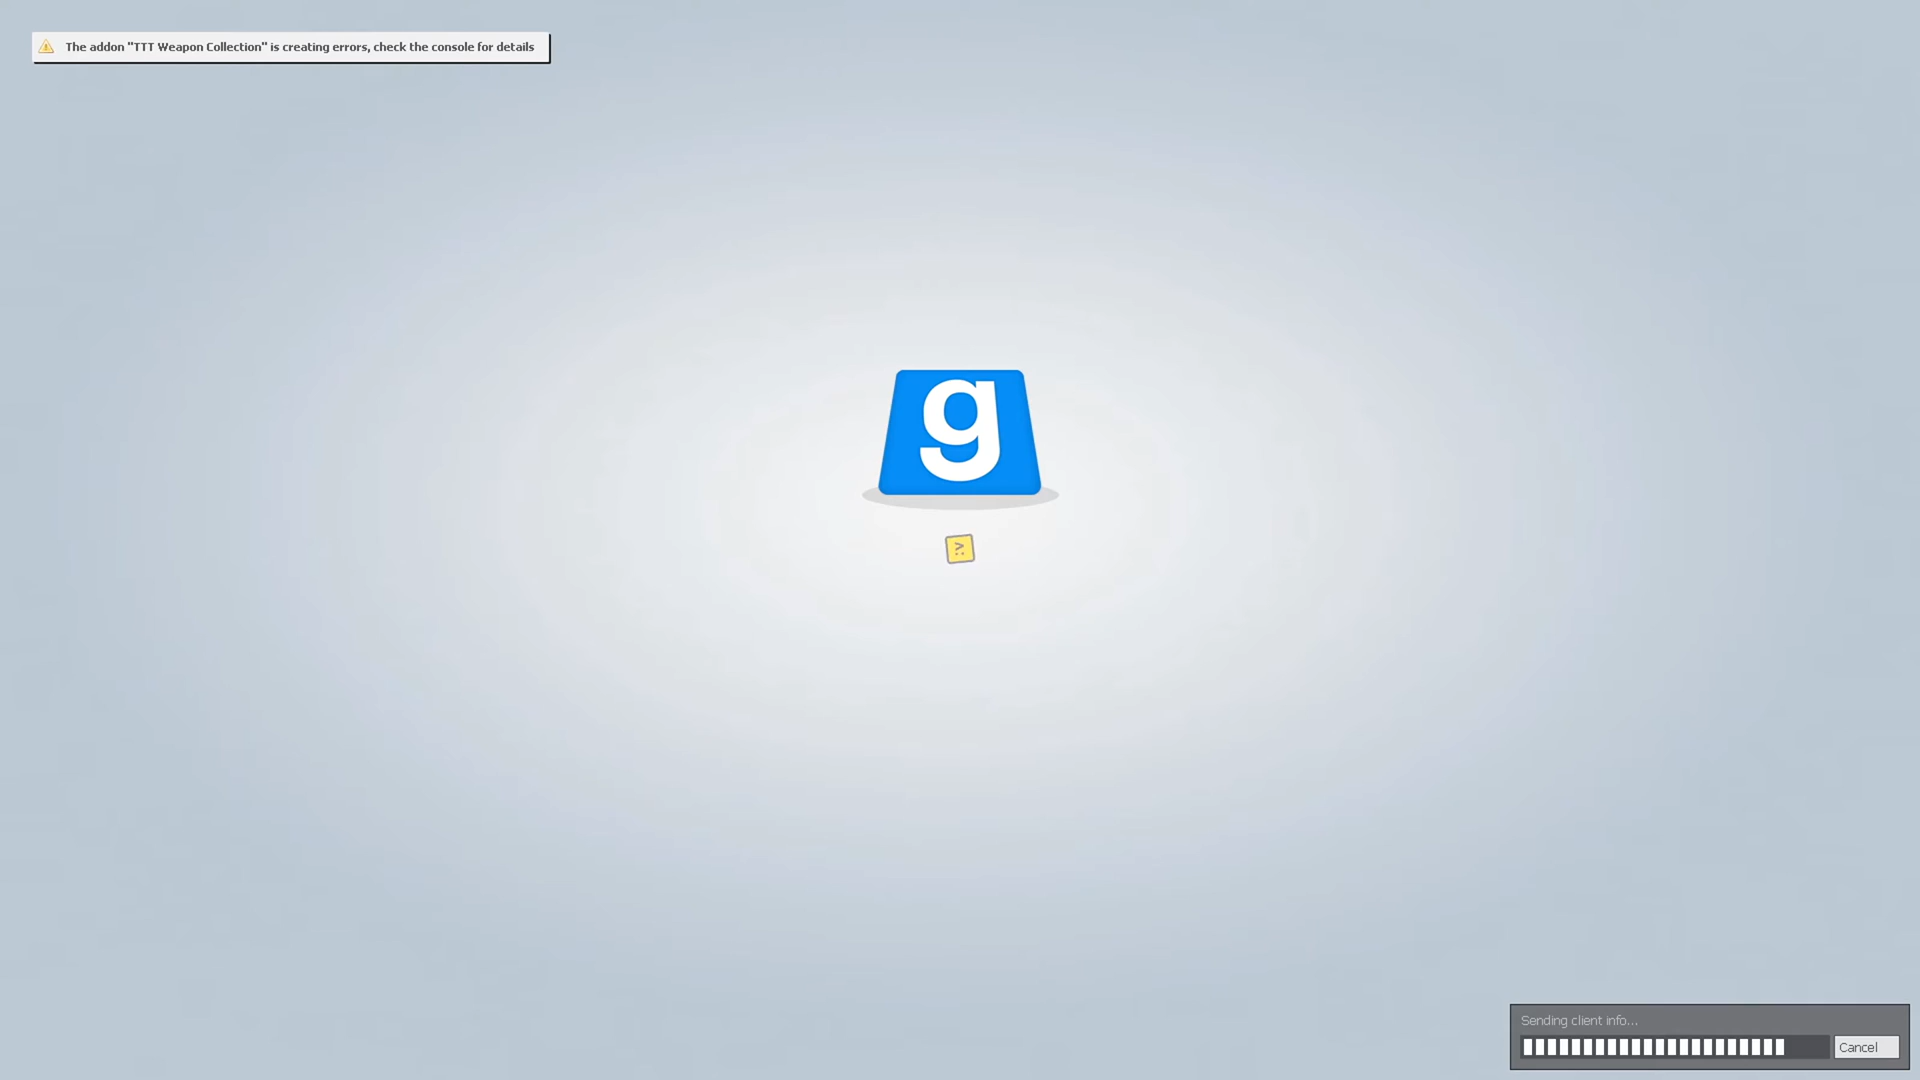 The addon "TTT Weapon Collection" is creating errors, check the console for details
g
Sending client info...
Cancel